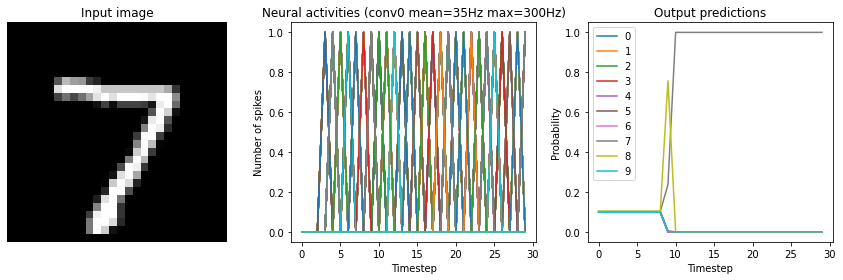 Input image
7
Neural activities (conv0 mean=35Hz max=300Hz)
Number of spikes
1.0
0.8
0.6
0.4
0.2
0.0
0 5 10 15 20 25 30
Timestep
Output predictions
Probability
1.0
0.8
0.6
0.4
0.2
0.0
0
1
2
3
4
5
6
7
8
9
0 5 10 15 20 25 30
Timestep